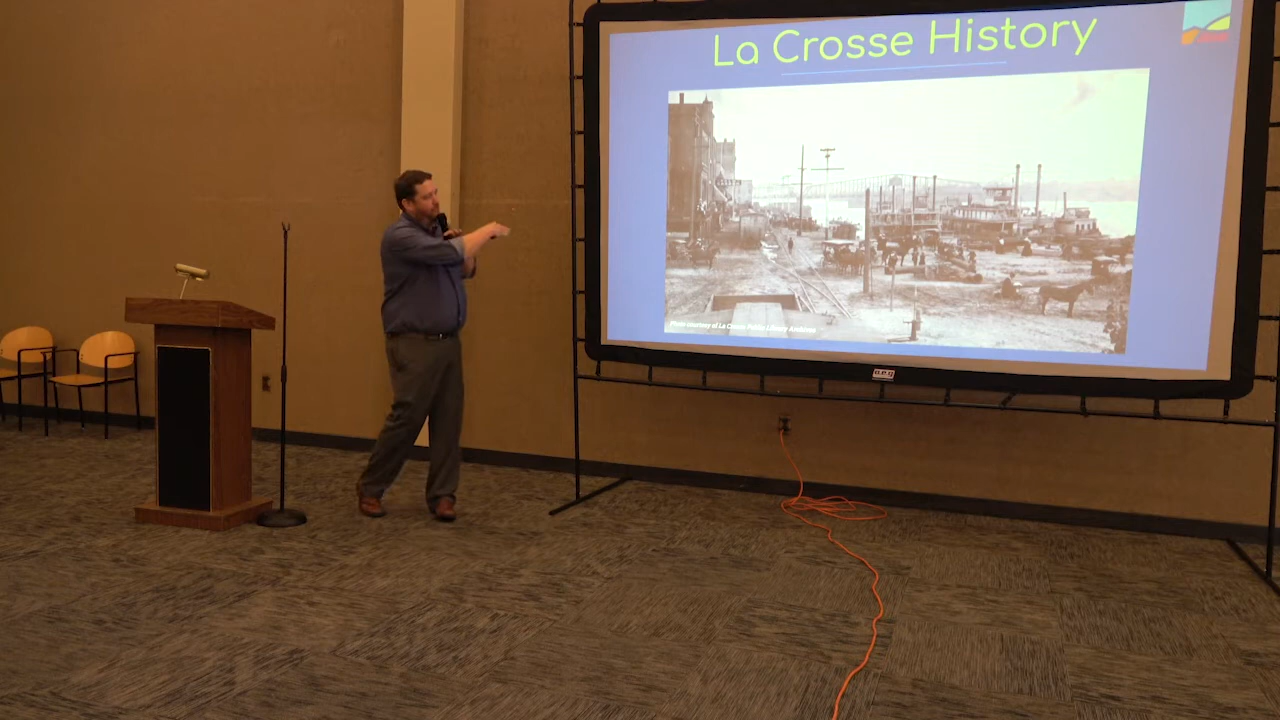 La Crosse History
Photo courtesy of La Crosse Public Library Archives